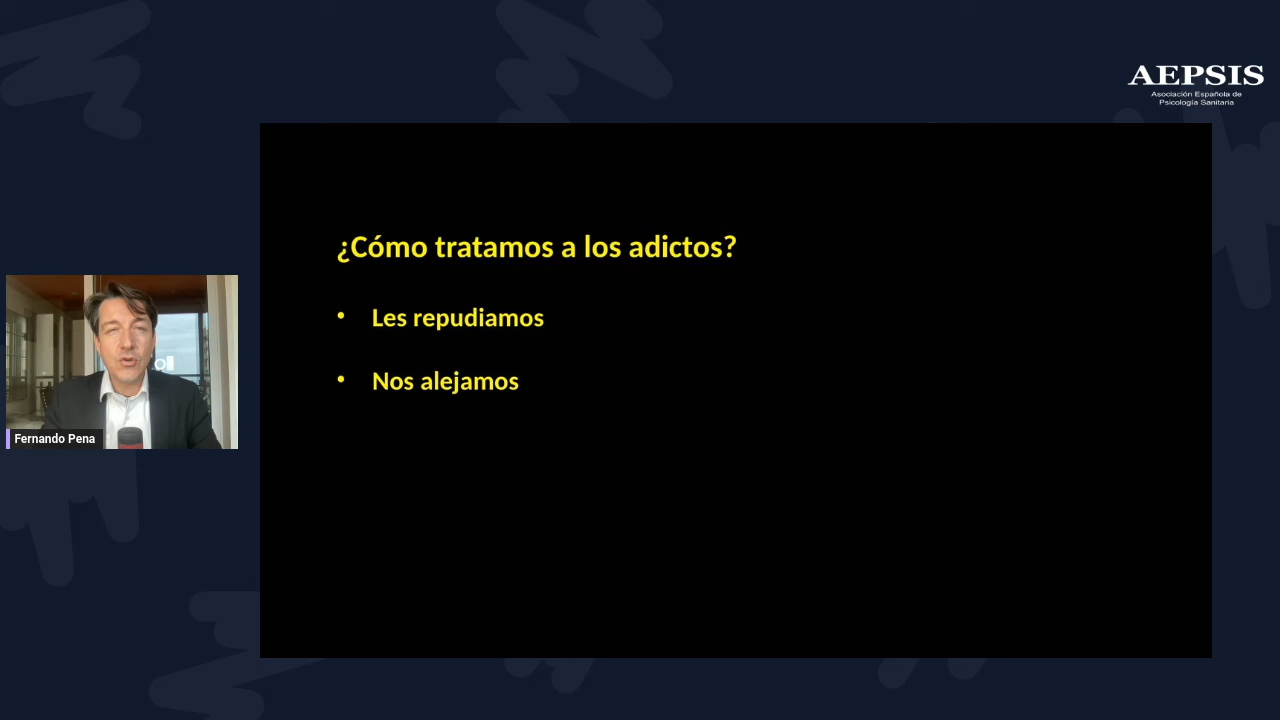 AEPSIS
Asociación Española de
Psicología Sanitaria
¿Cómo tratamos a los adictos?
• Les repudiamos
• Nos alejamos
Fernando Pena